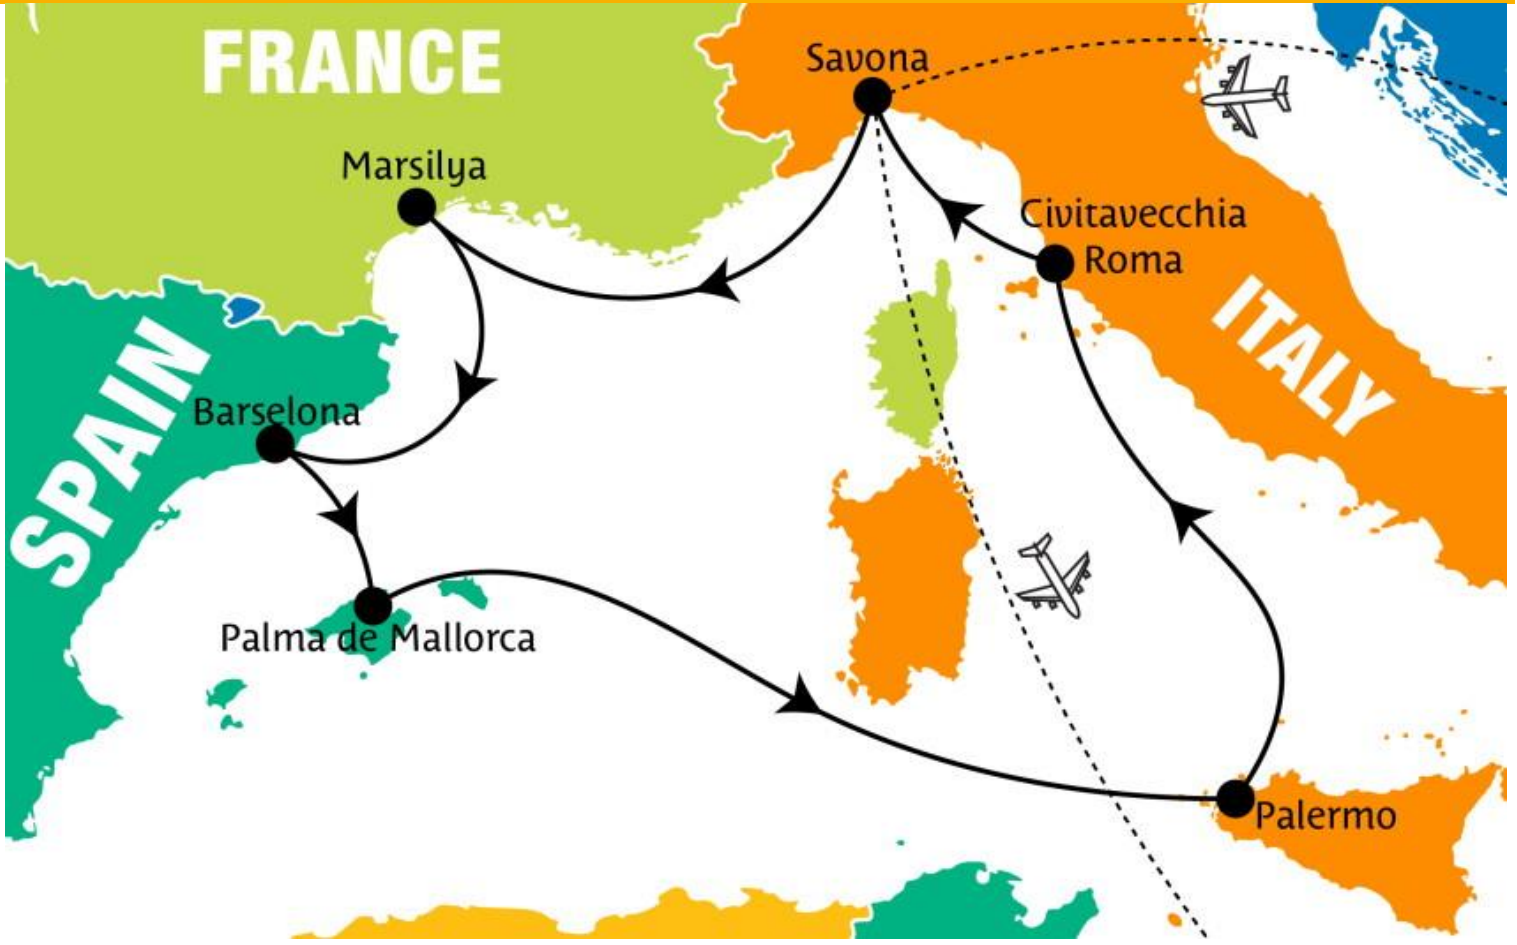 FRANCE
Savona
Marsilya
Civitavecchia
Roma
ITALY
SPAIN
Barselona
Palma de Mallorca
Palermo